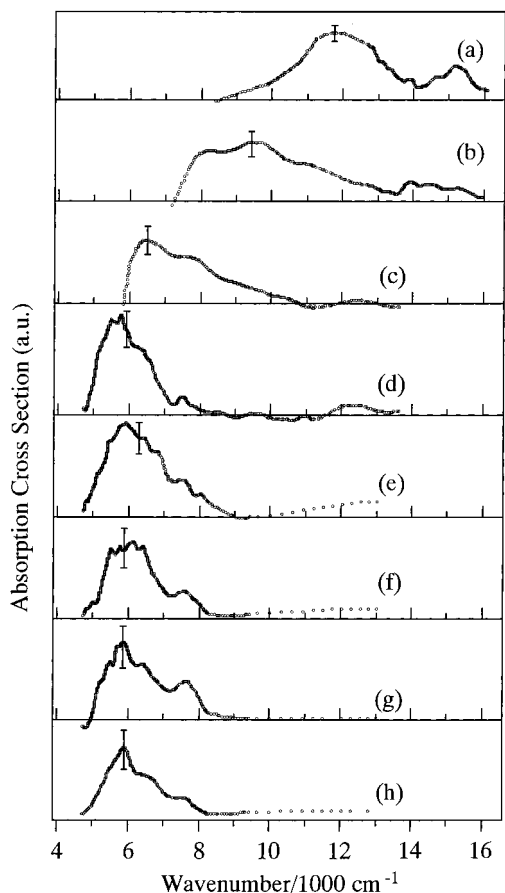 (a)
(b)
(c)
(d)
(e)
(f)
(g)
(h)
Absorption Cross Section (a.u.)
4 6 8 10 12 14 16
Wavenumber/1000 cm⁻¹